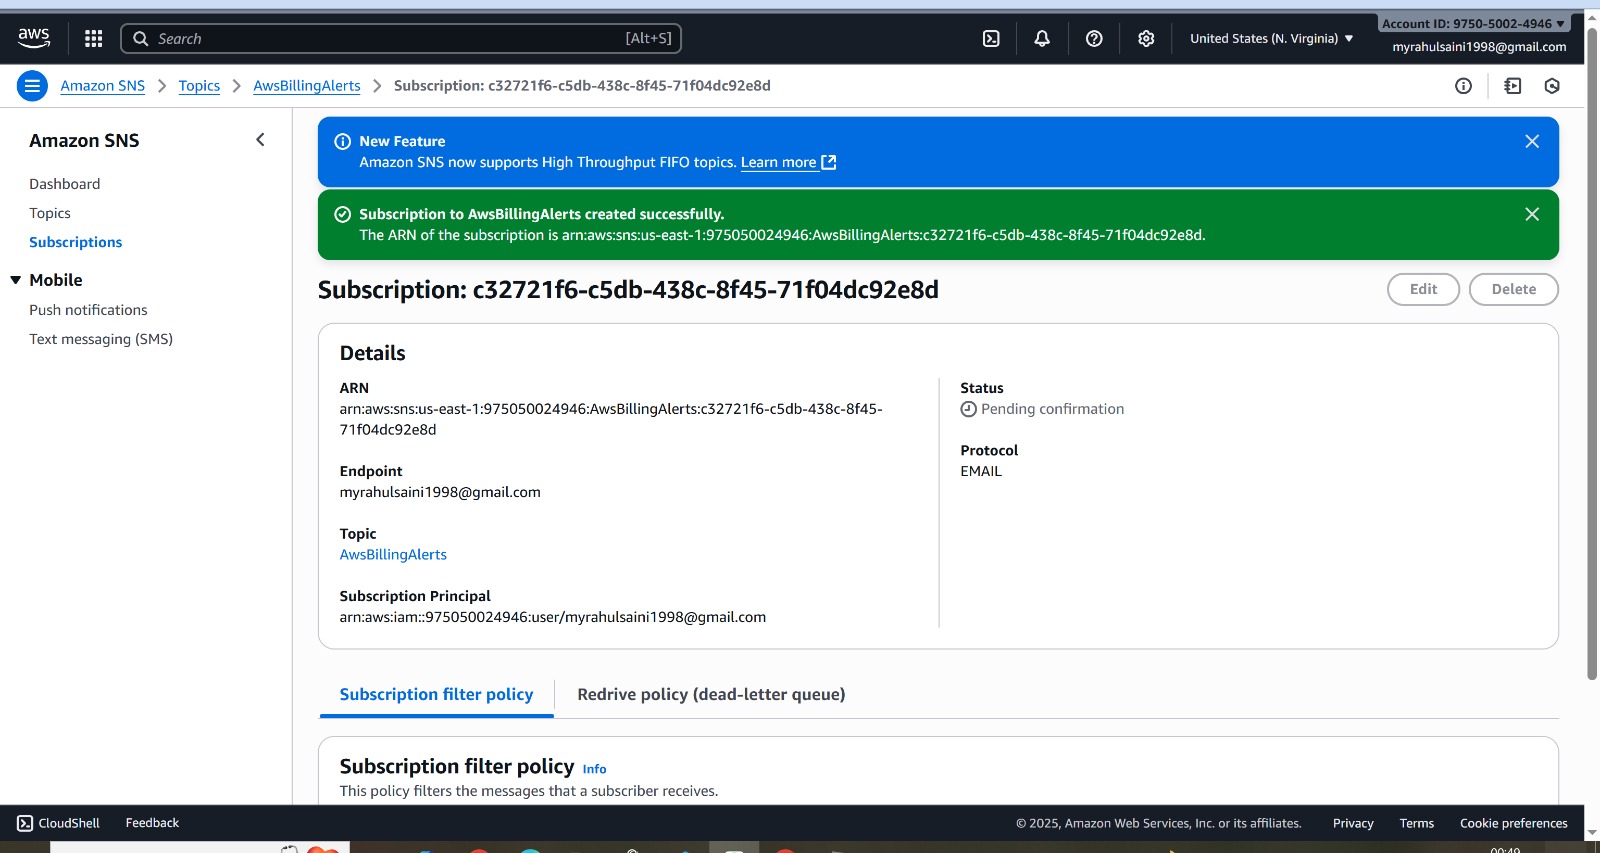 aws
Search
[Alt+S]
United States (N. Virginia)
Account ID: 9750-5002-4946
myrahulsaini1998@gmail.com
Amazon SNS
Topics
AwsBillingAlerts
Subscription: c32721f6-c5db-438c-8f45-71f04dc92e8d
Amazon SNS
Dashboard
Topics
Subscriptions
Mobile
Push notifications
Text messaging (SMS)
New Feature
Amazon SNS now supports High Throughput FIFO topics. Learn more
Subscription to AwsBillingAlerts created successfully.
The ARN of the subscription is arn:aws:sns:us-east-1:975050024946:AwsBillingAlerts:c32721f6-c5db-438c-8f45-71f04dc92e8d.
Subscription: c32721f6-c5db-438c-8f45-71f04dc92e8d
Edit
Delete
Details
ARN
arn:aws:sns:us-east-1:975050024946:AwsBillingAlerts:c32721f6-c5db-438c-8f45-
71f04dc92e8d
Endpoint
myrahulsaini1998@gmail.com
Topic
AwsBillingAlerts
Subscription Principal
arn:aws:iam::975050024946:user/myrahulsaini1998@gmail.com
Status
Pending confirmation
Protocol
EMAIL
Subscription filter policy
Redrive policy (dead-letter queue)
Subscription filter policy Info
This policy filters the messages that a subscriber receives.
CloudShell
Feedback
© 2025, Amazon Web Services, Inc. or its affiliates.
Privacy
Terms
Cookie preferences